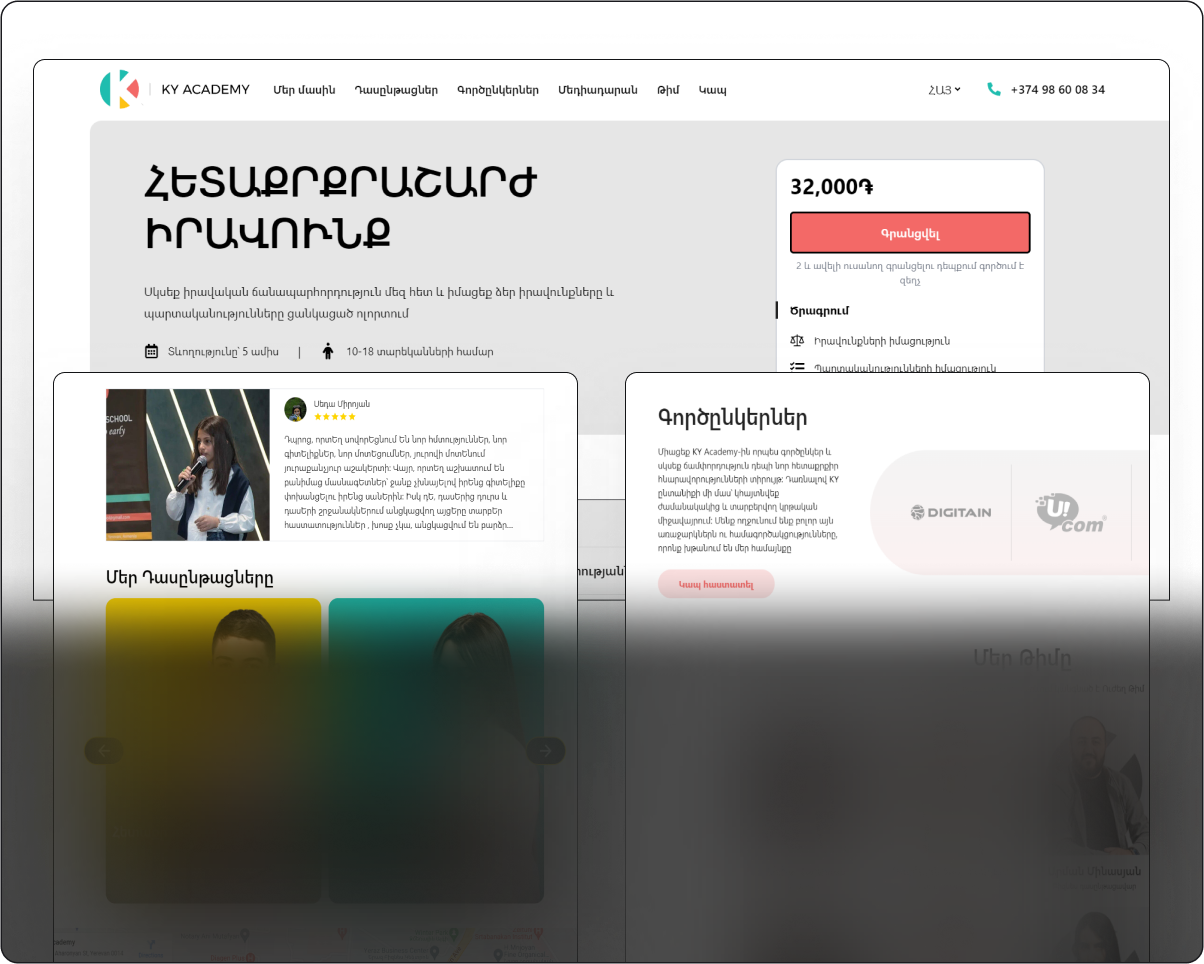 KY ACADEMY
Մեր մասին
Դասընթացներ
Գործընկերներ
Մեդիադարան
Թիմ
Կապ
ՀԱՅ
+374 98 60 08 34
ՀԵՏԱՔՐՔՐԱՇԱՐԺ
ԻՐԱՎՈՒՆՔ
Սկսեք իրավական ճանապարհորդություն մեզ հետ և իմացեք ձեր իրավունքները և
պարտականությունները ցանկացած ոլորտում
Տևողությունը՝ 5 ամիս | 10-18 տարեկանների համար
32,000֏
Գրանցվել
2 և ավելի ուսանող գրանցելու դեպքում գործում է
զեղչ
Ծրագրում
Իրավունքների իմացություն
Պարտականությունների իմացություն
SCHOOL
early
Սեդա Միրոյան
Դպրոց, որտեղ սովորեցնում են նոր հմտություններ, նոր
գիտելիքներ, նոր մոտեցումներ, յուրովի մոտենում
յուրաքանչյուր աշակերտի: Վայր, որտեղ աշխատում են
բանիմաց մասնագետներ՝ ջանք չխնայելով իրենց գիտելիքը
փոխանցելու իրենց սաներին: Իսկ դե, դասերից դուրս և
դասերի շրջանակներում անցկացվող այցերը տարբեր
հաստատություններ , խոսք չկա, անցկացվում են բարձր...
Մեր Դասընթացները
Գործընկերներ
Միացեք KY Academy-ին որպես գործընկեր և
սկսեք ճամփորդություն դեպի նոր հետաքրքիր
հնարավորությունների տիրույթ: Դառնալով KY
ընտանիքի մի մաս՝ կհայտնվեք
ժամանակակից և տարբերվող կրթական
միջավայրում: Մենք ողջունում ենք բոլոր այն
առաջարկներն ու համագործակցությունները,
որոնք խթանում են մեր համայնքը
Կապ հաստատել
DIGITAIN
U!
com
Մեր Թիմը